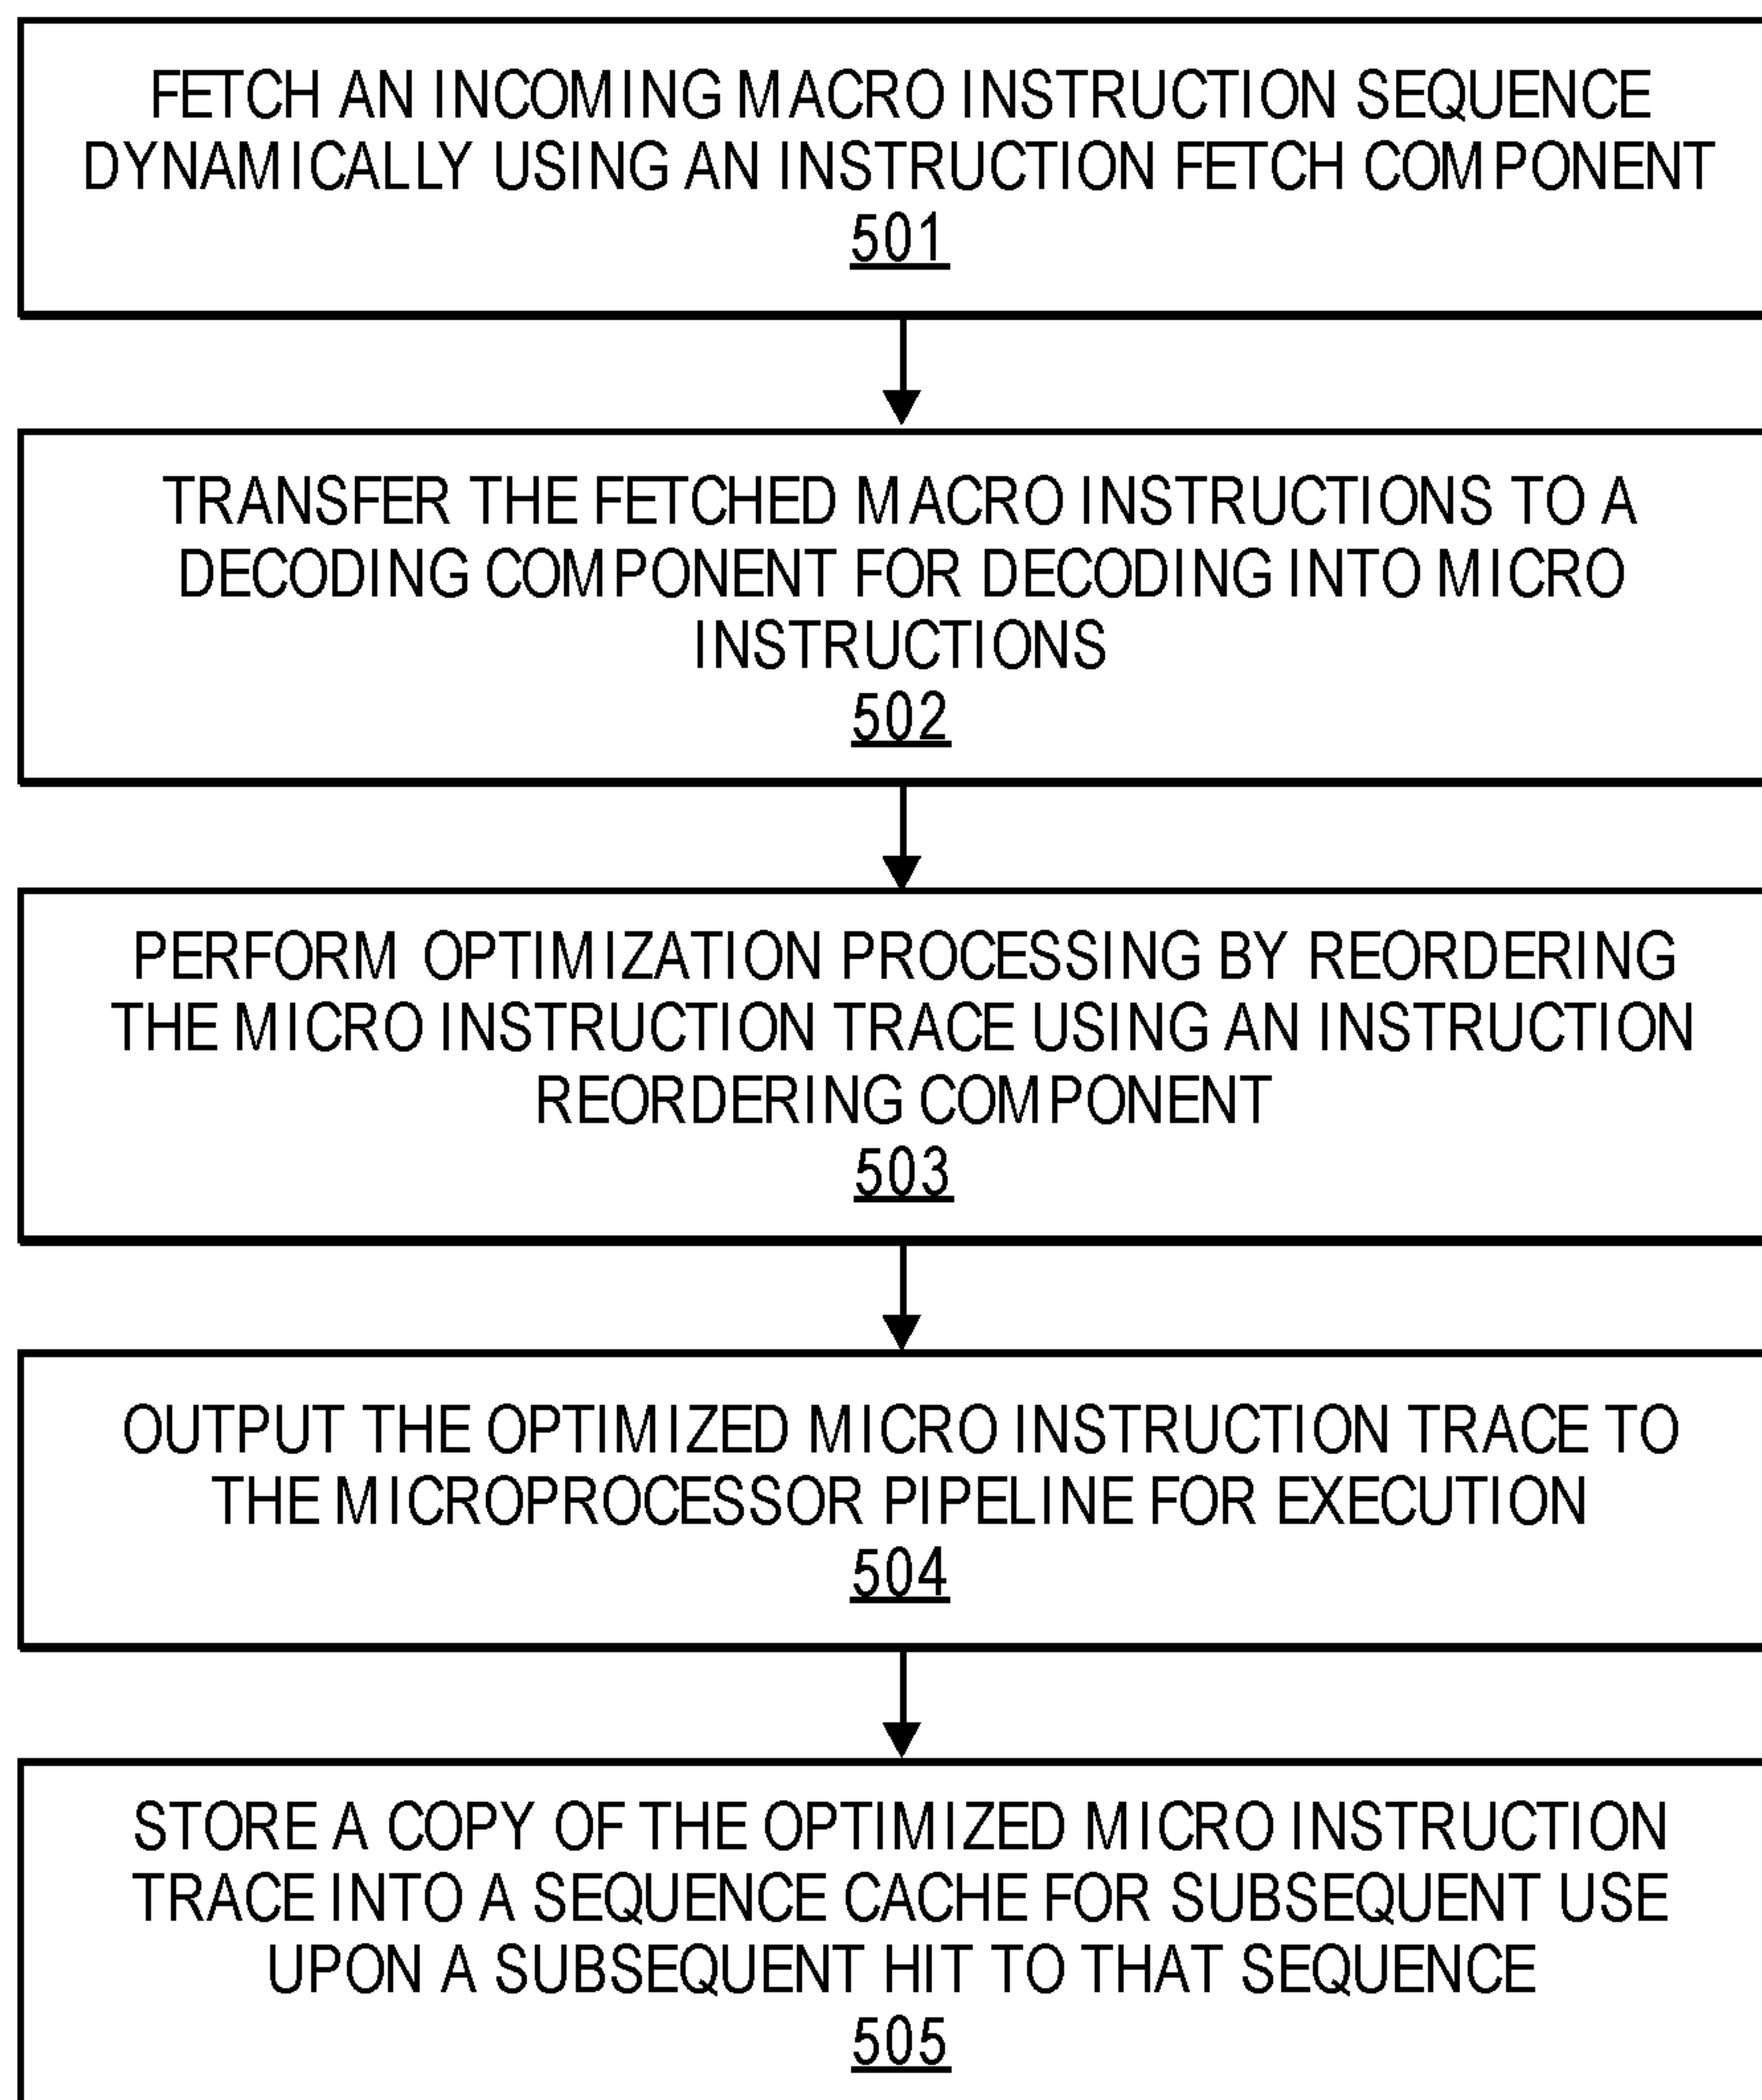 FETCH AN INCOMING MACRO INSTRUCTION SEQUENCE
DYNAMICALLY USING AN INSTRUCTION FETCH COMPONENT
501
TRANSFER THE FETCHED MACRO INSTRUCTIONS TO A
DECODING COMPONENT FOR DECODING INTO MICRO
INSTRUCTIONS
502
PERFORM OPTIMIZATION PROCESSING BY REORDERING
THE MICRO INSTRUCTION TRACE USING AN INSTRUCTION
REORDERING COMPONENT
503
OUTPUT THE OPTIMIZED MICRO INSTRUCTION TRACE TO
THE MICROPROCESSOR PIPELINE FOR EXECUTION
504
STORE A COPY OF THE OPTIMIZED MICRO INSTRUCTION
TRACE INTO A SEQUENCE CACHE FOR SUBSEQUENT USE
UPON A SUBSEQUENT HIT TO THAT SEQUENCE
505